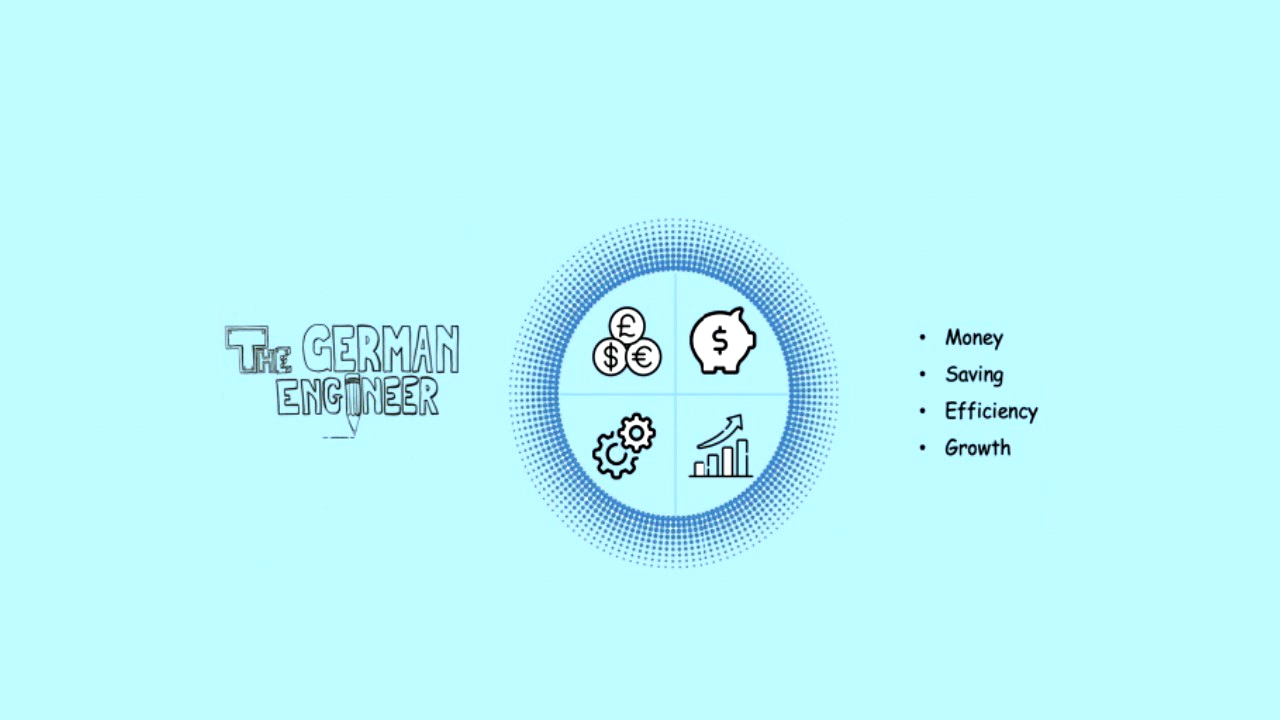 THE GERMAN
ENGINEER
£
$ €
$
• Money
• Saving
• Efficiency
• Growth